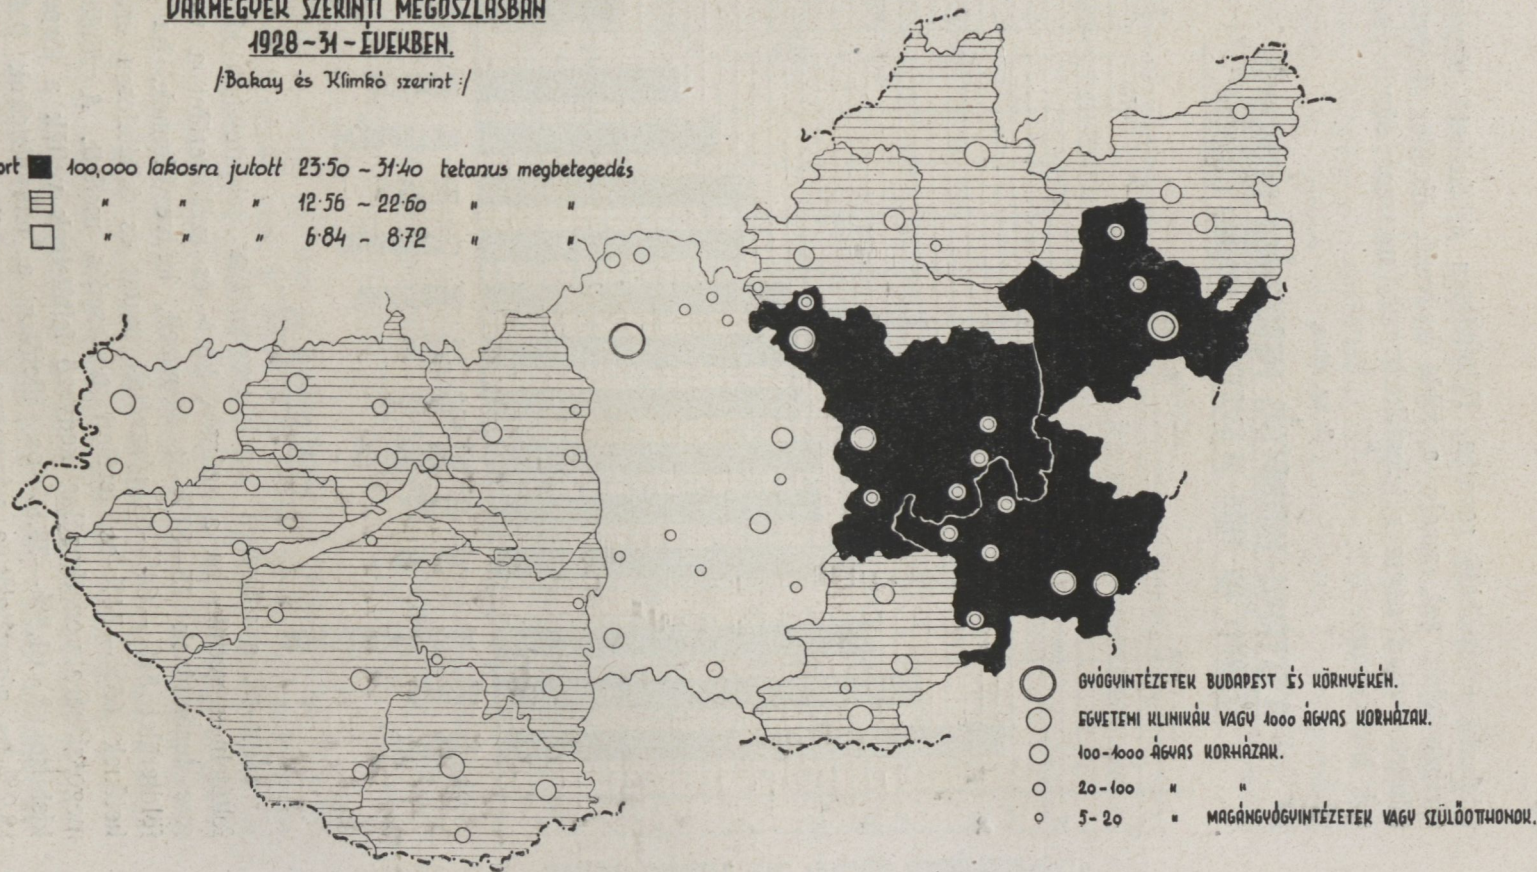 VÁRMEGYÉK SZERINTI MEGOSZLÁSBAN
1928-31-ÉVEKBEN.
/:Bakay és Klimkó szerint:/
ort 100,000 lakosra jutott 23·50 ~ 31·40 tetanus megbetegedés
" " " 12·56 ~ 22·60 " "
" " " 6·84 - 8·72 " "
GYÓGYINTÉZETEK BUDAPEST ÉS KÖRNYÉKÉN.
EGYETEMI KLINIKÁK VAGY 1000 ÁGYAS KORHÁZAK.
100-1000 ÁGYAS KORHÁZAK.
20-100 " "
5-20 " MAGÁNGYÓGYINTÉZETEK VAGY SZÜLŐOTTHONOK.